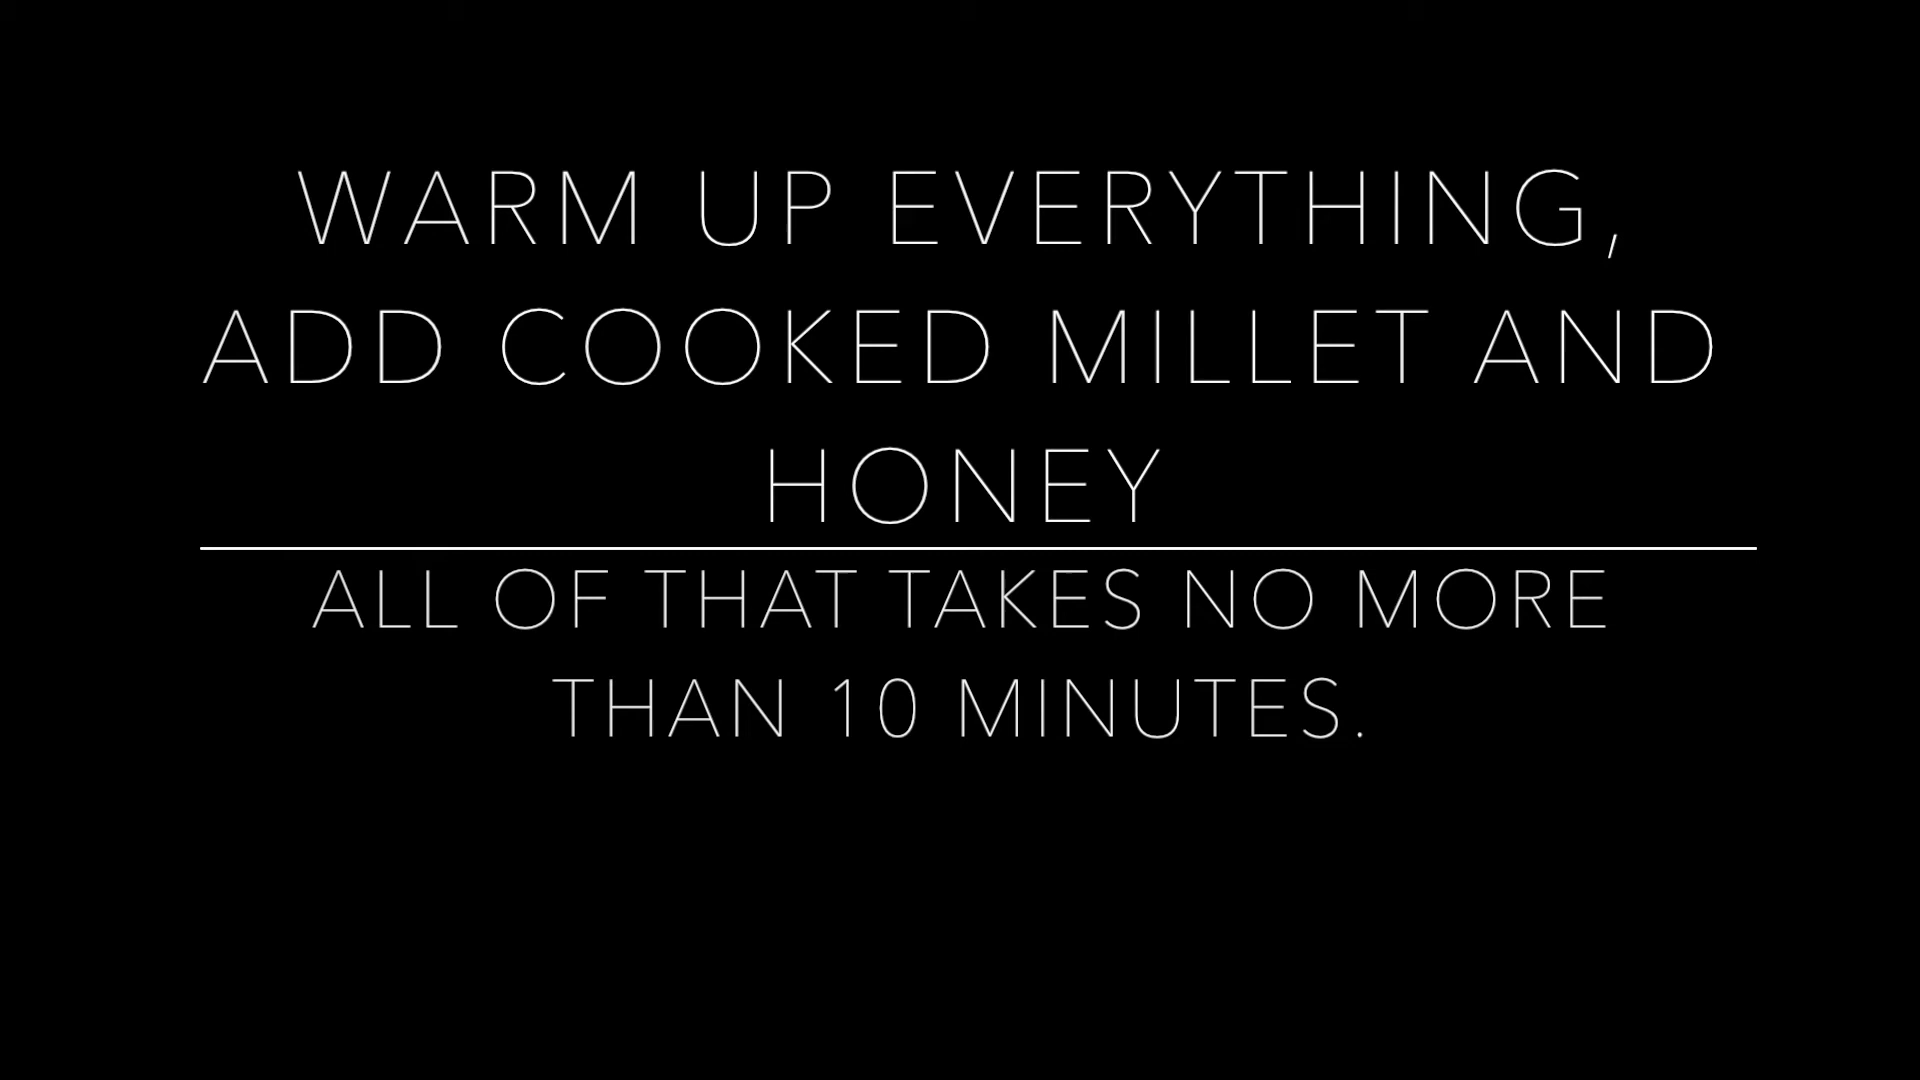 WARM UP EVERYTHING,
ADD COOKED MILLET AND
HONEY
ALL OF THAT TAKES NO MORE
THAN 10 MINUTES.